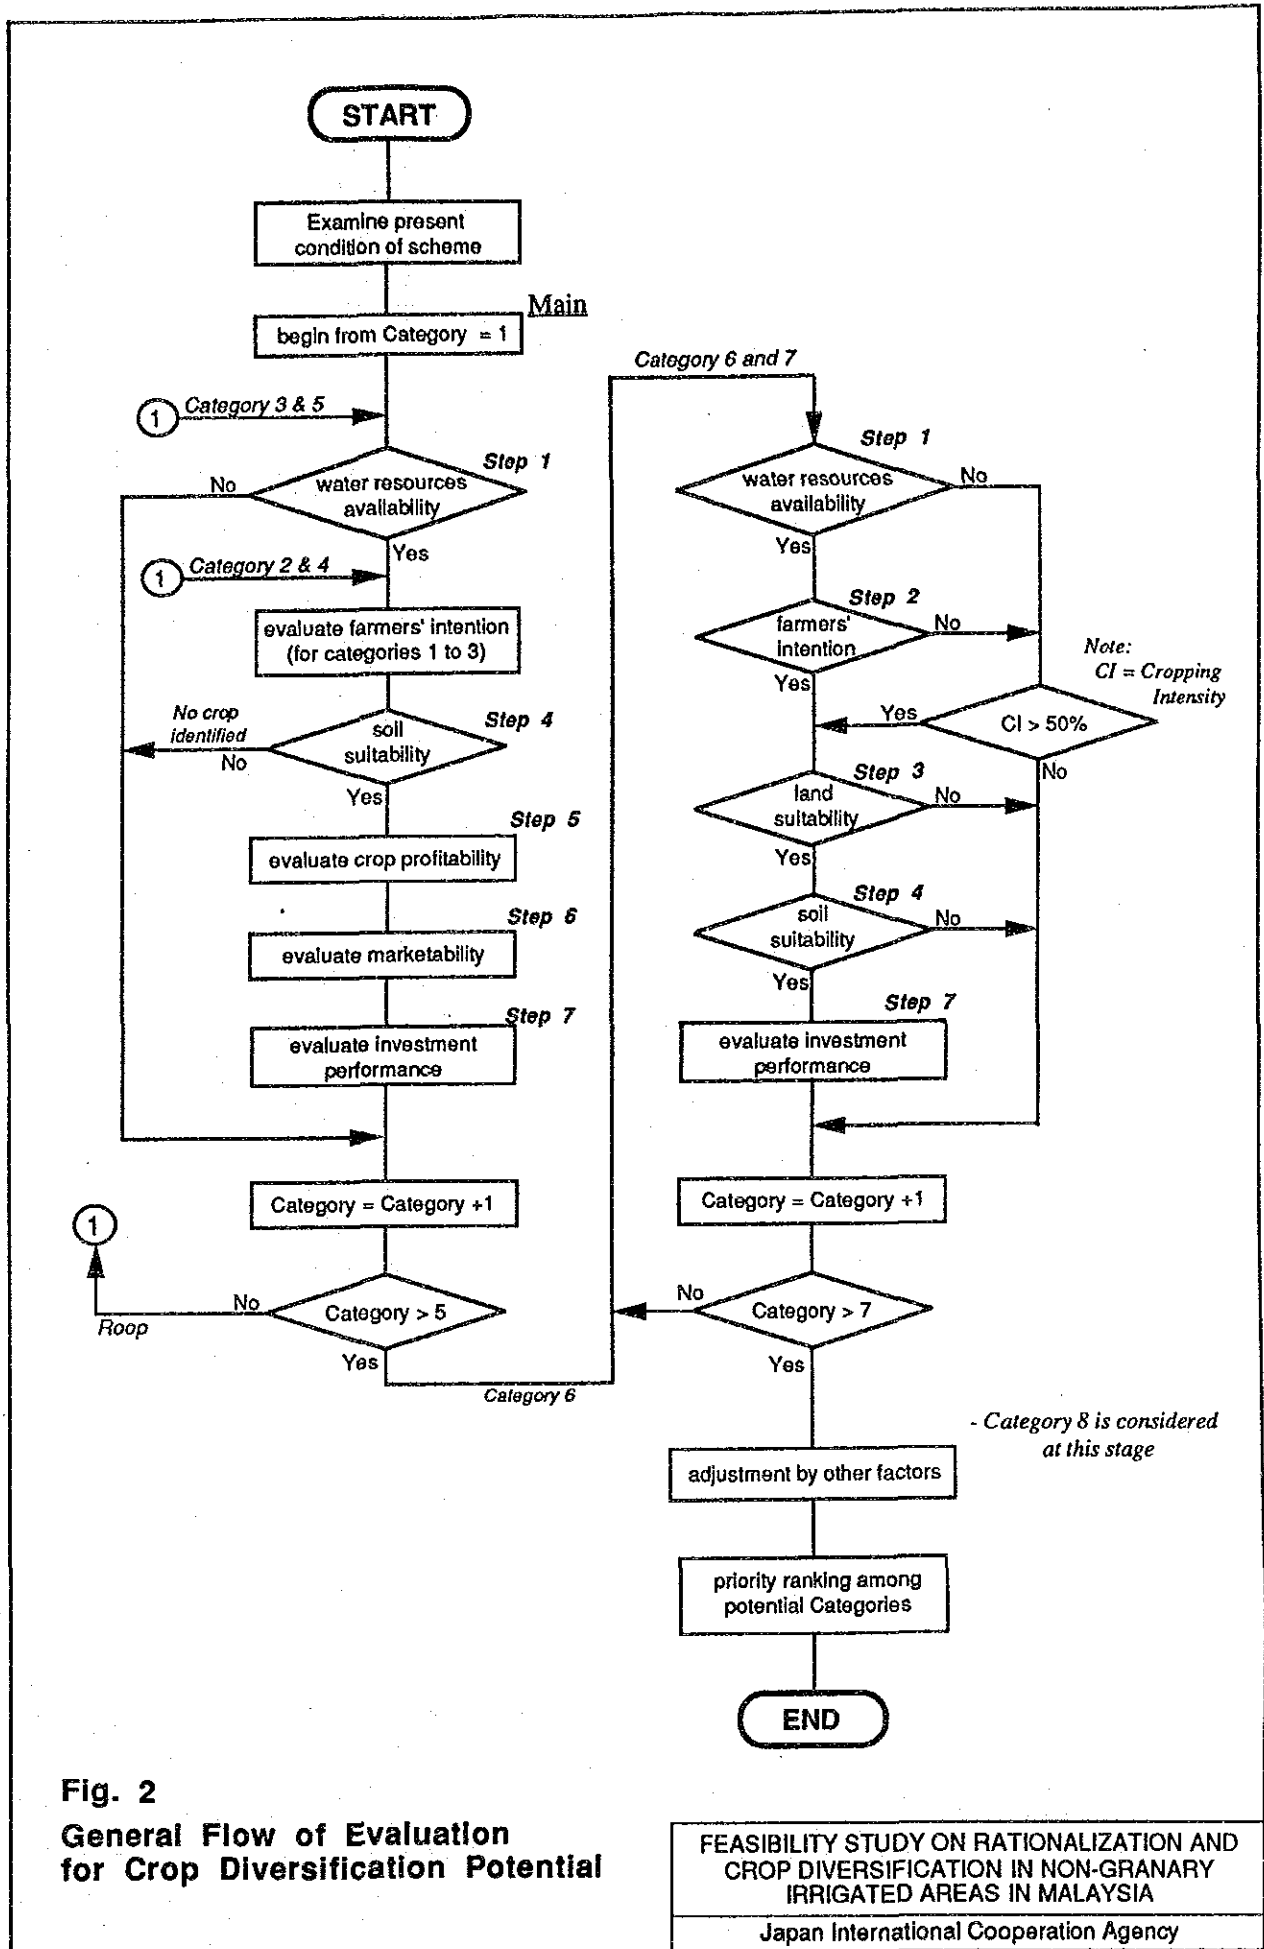 START
Examine present
condition of scheme
Main
begin from Category = 1
1
Category 3 & 5
Step 1
No
water resources
availability
Yes
1
Category 2 & 4
evaluate farmers' intention
(for categories 1 to 3)
No crop
identified
No
Step 4
soil
suitability
Yes
Step 5
evaluate crop profitability
Step 6
evaluate marketability
Step 7
evaluate investment
performance
Category = Category +1
1
Roop
No
Category > 5
Yes
Category 6
Category 6 and 7
Step 1
water resources
availability
No
Yes
Step 2
farmers'
intention
No
Yes
Note:
CI = Cropping
Intensity
Yes
CI > 50%
No
Step 3
land
suitability
No
Yes
Step 4
soil
suitability
No
Yes
Step 7
evaluate investment
performance
Category = Category +1
No
Category > 7
Yes
- Category 8 is considered
at this stage
adjustment by other factors
priority ranking among
potential Categories
END
Fig. 2
General Flow of Evaluation
for Crop Diversification Potential
FEASIBILITY STUDY ON RATIONALIZATION AND
CROP DIVERSIFICATION IN NON-GRANARY
IRRIGATED AREAS IN MALAYSIA
Japan International Cooperation Agency